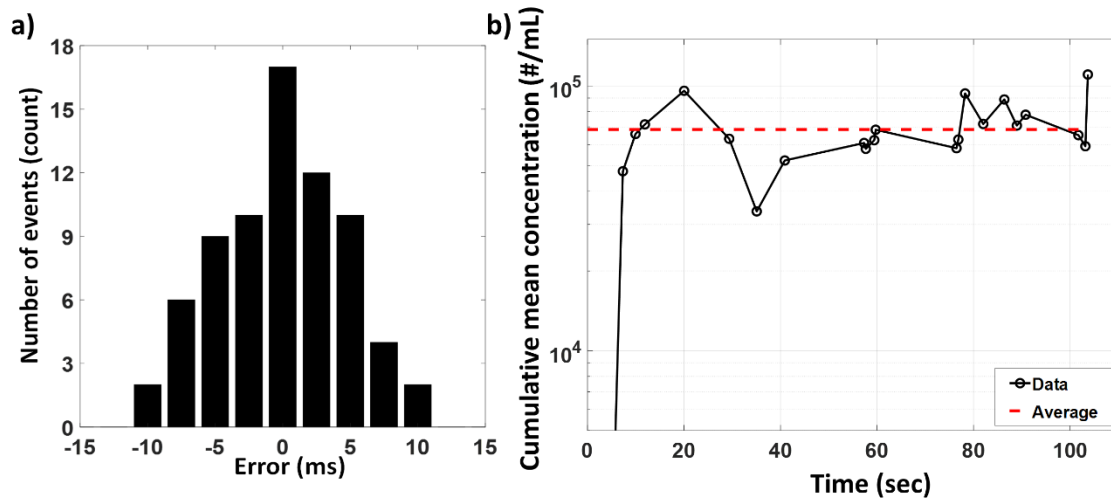 a)
Number of events (count)
18
15
12
9
6
3
0
-15
-10
-5
0
5
10
15
Error (ms)
b)
Cumulative mean concentration (#/mL)
10^5
10^4
0
20
40
60
80
100
Time (sec)
Data
Average